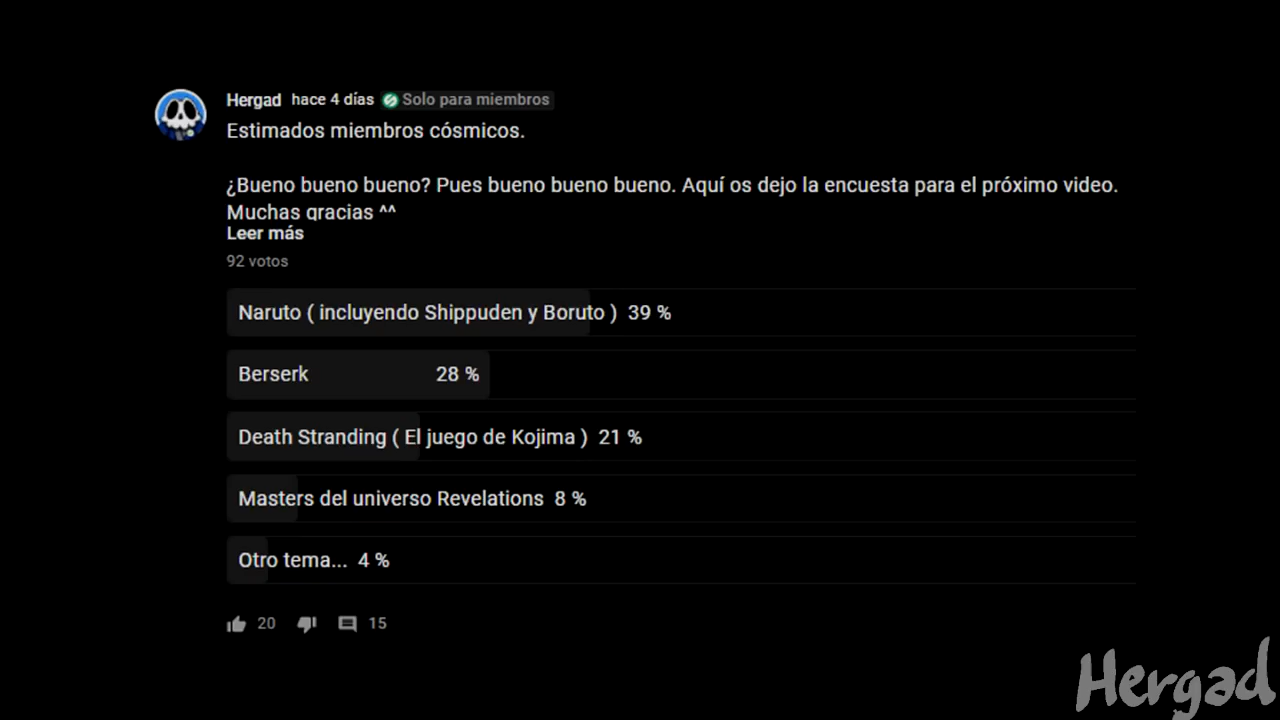 Hergad hace 4 días Solo para miembros
Estimados miembros cósmicos.
¿Bueno bueno bueno? Pues bueno bueno bueno. Aquí os dejo la encuesta para el próximo video.
Muchas gracias ^^
Leer más
92 votos
Naruto ( incluyendo Shippuden y Boruto ) 39 %
Berserk 28 %
Death Stranding ( El juego de Kojima ) 21 %
Masters del universo Revelations 8 %
Otro tema... 4 %
20 15
Hergad